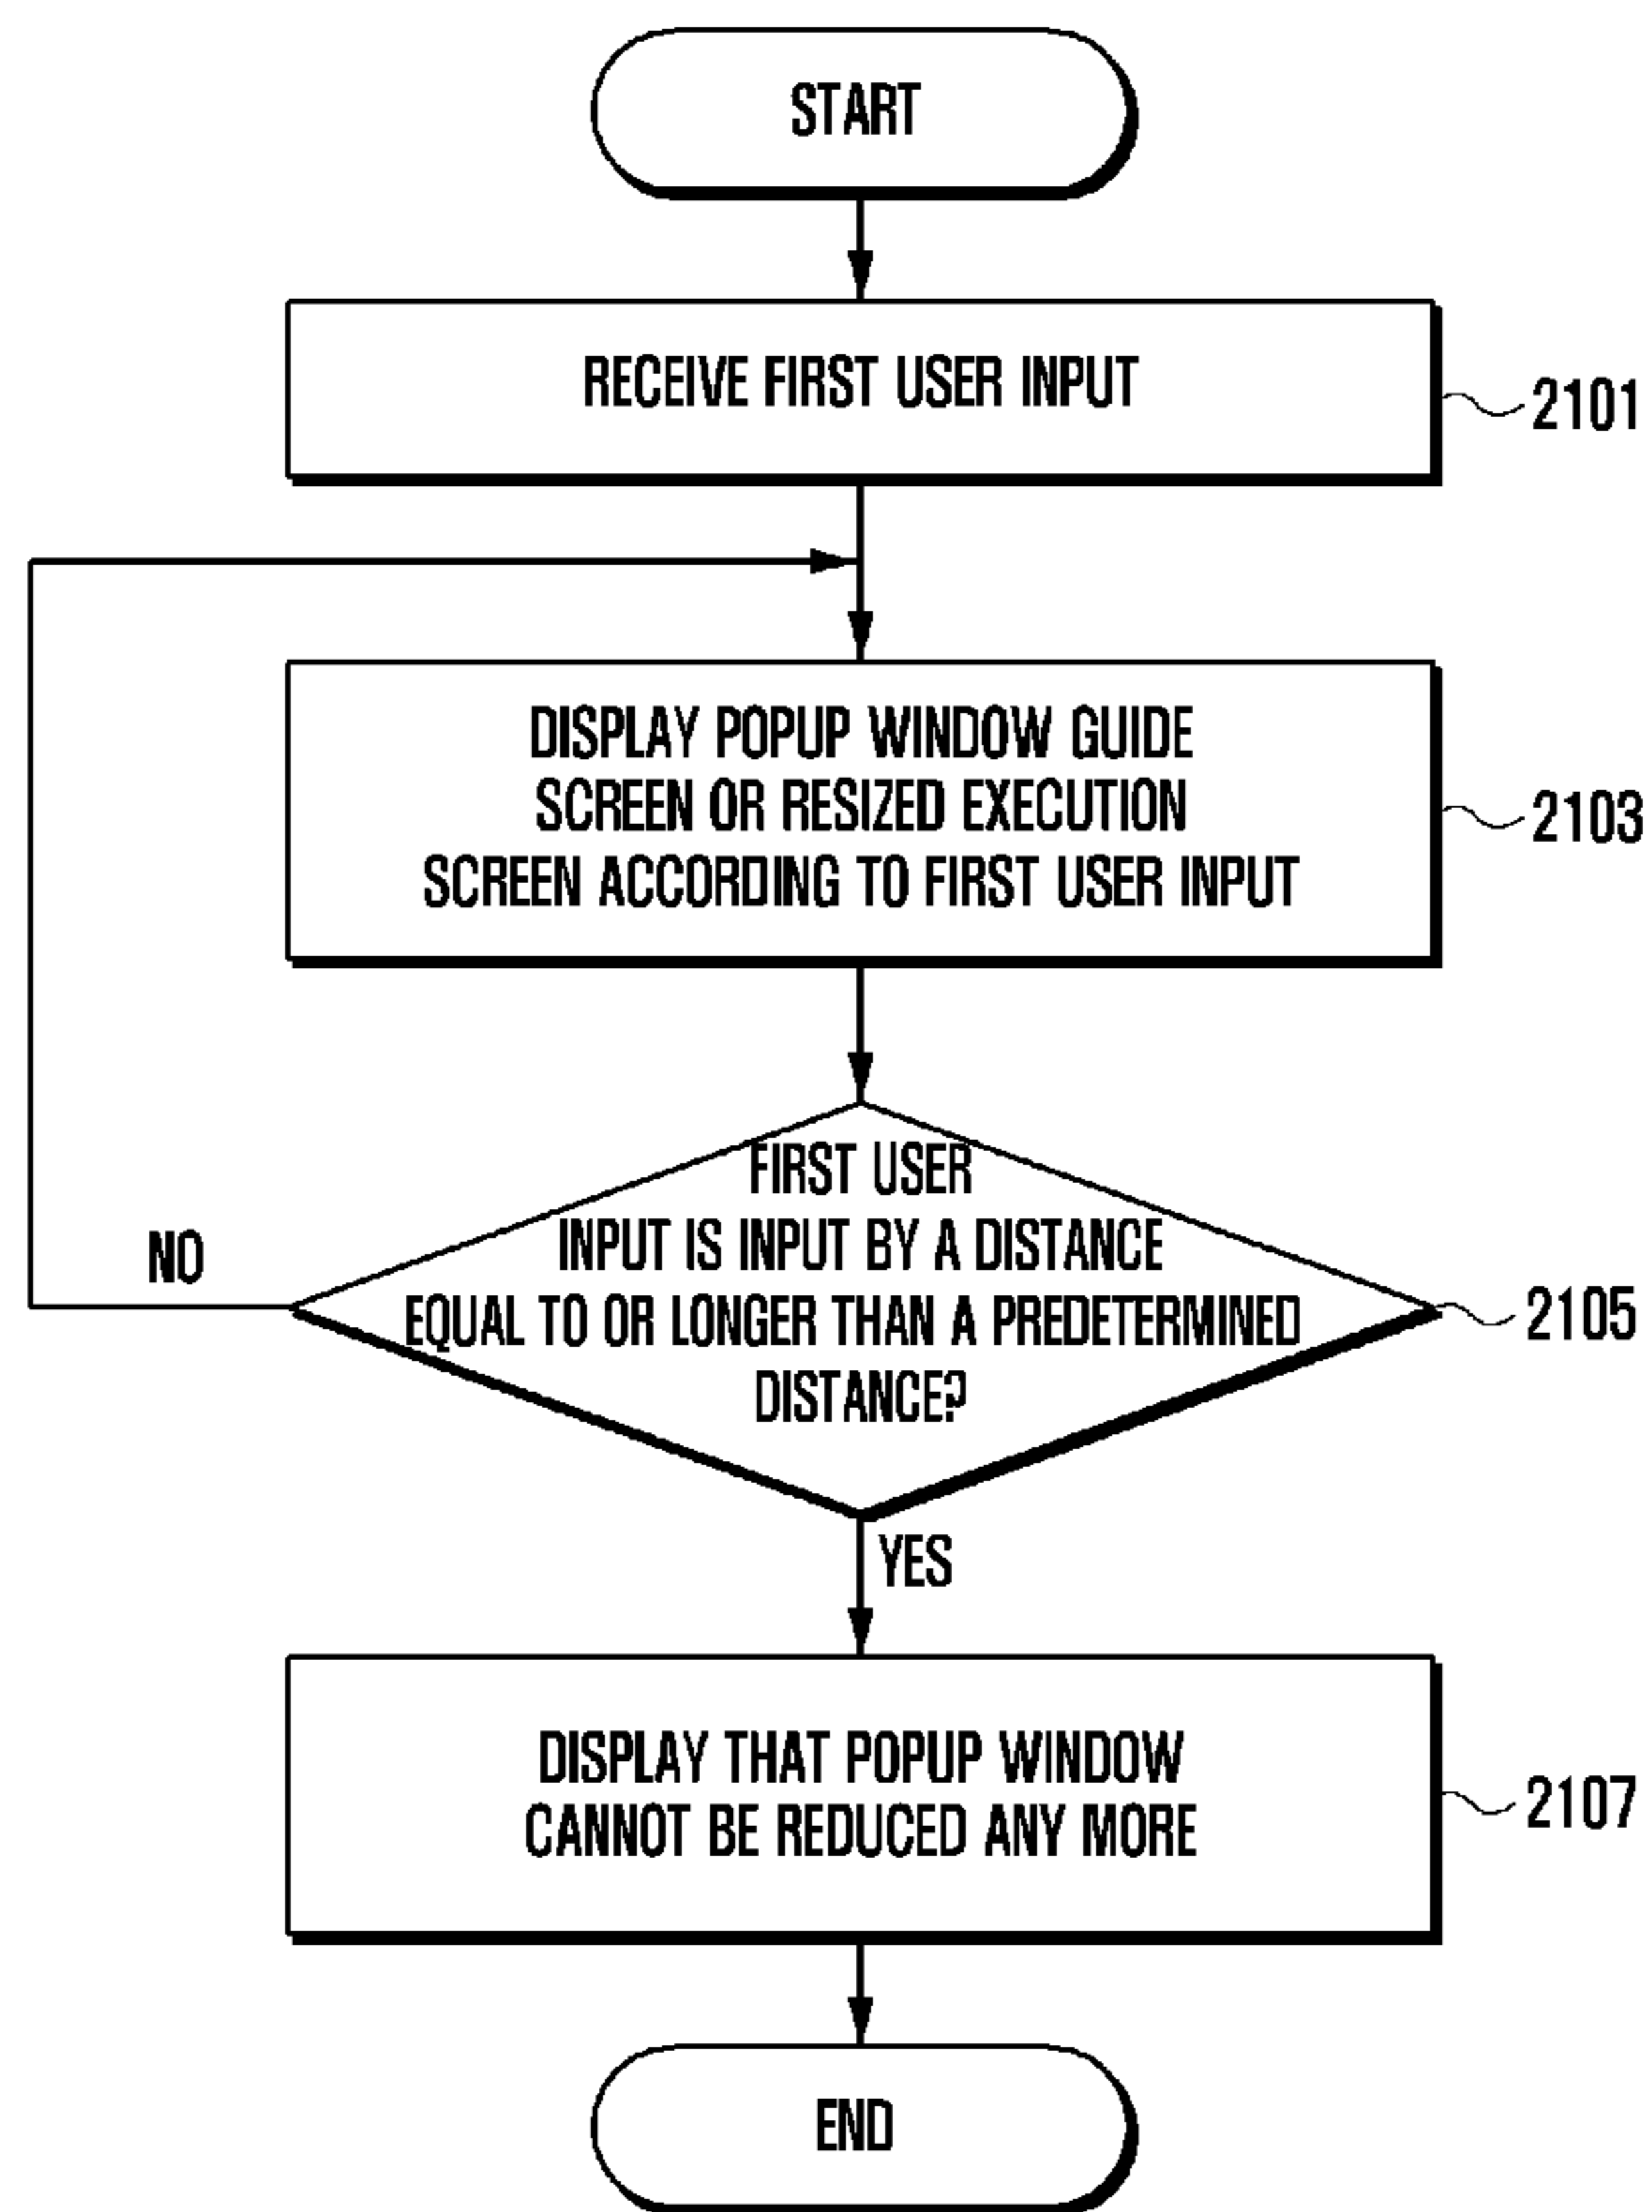 START
RECEIVE FIRST USER INPUT
2101
DISPLAY POPUP WINDOW GUIDE
SCREEN OR RESIZED EXECUTION
SCREEN ACCORDING TO FIRST USER INPUT
2103
FIRST USER
INPUT IS INPUT BY A DISTANCE
EQUAL TO OR LONGER THAN A PREDETERMINED
DISTANCE?
2105
NO
YES
DISPLAY THAT POPUP WINDOW
CANNOT BE REDUCED ANY MORE
2107
END